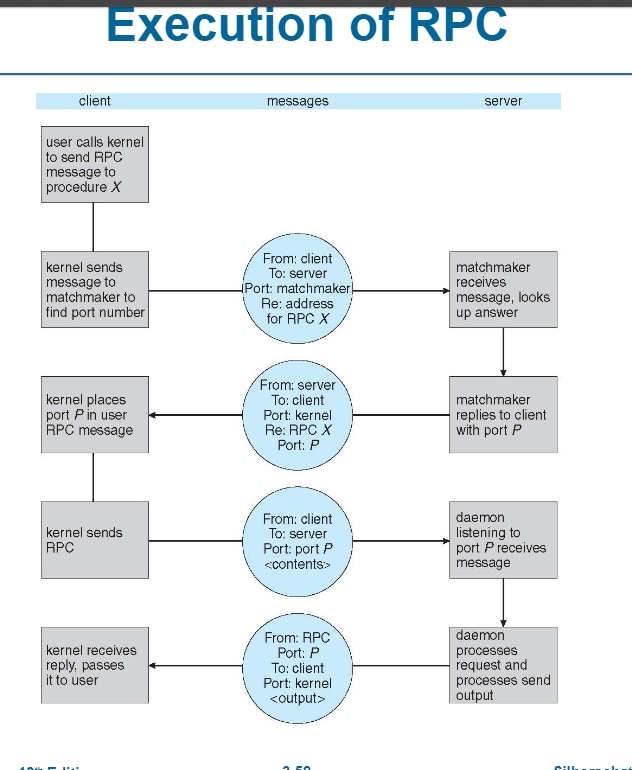 Execution of RPC
client messages server
user calls kernel
to send RPC
message to
procedure X
kernel sends
message to
matchmaker to
find port number
From: client
To: server
Port: matchmaker
Re: address
for RPC X
matchmaker
receives
message, looks
up answer
kernel places
port P in user
RPC message
From: server
To: client
Port: kernel
Re: RPC X
Port: P
matchmaker
replies to client
with port P
kernel sends
RPC
From: client
To: server
Port: port P
<contents>
daemon
listening to
port P receives
message
kernel receives
reply, passes
it to user
From: RPC
Port: P
To: client
Port: kernel
<output>
daemon
processes
request and
processes send
output